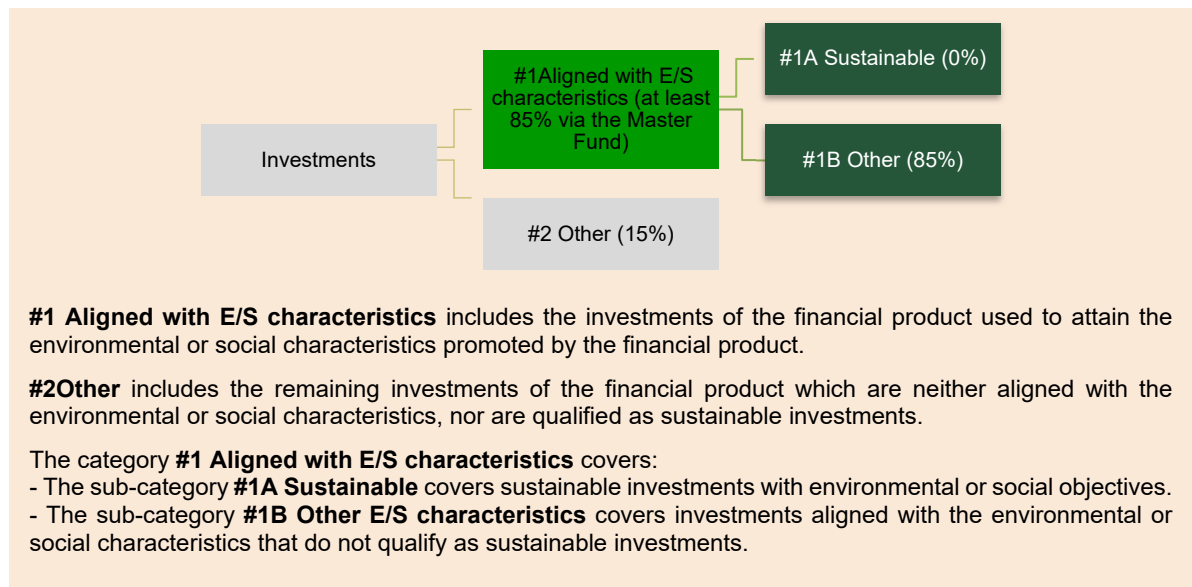 #1A Sustainable (0%)
#1Aligned with E/S
characteristics (at least
85% via the Master
Fund)
Investments
#1B Other (85%)
#2 Other (15%)
#1 Aligned with E/S characteristics includes the investments of the financial product used to attain the
environmental or social characteristics promoted by the financial product.
#2Other includes the remaining investments of the financial product which are neither aligned with the
environmental or social characteristics, nor are qualified as sustainable investments.
The category #1 Aligned with E/S characteristics covers:
- The sub-category #1A Sustainable covers sustainable investments with environmental or social objectives.
- The sub-category #1B Other E/S characteristics covers investments aligned with the environmental or
social characteristics that do not qualify as sustainable investments.